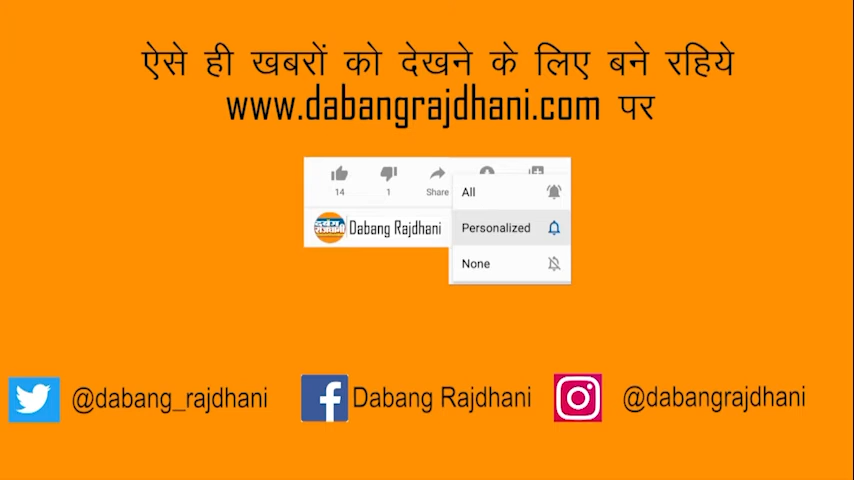 ऐसे ही खबरों को देखने के लिए बने रहिये
www.dabangrajdhani.com पर
14 1 Share
All
Dabang Rajdhani Personalized
None
@dabang_rajdhani Dabang Rajdhani @dabangrajdhani